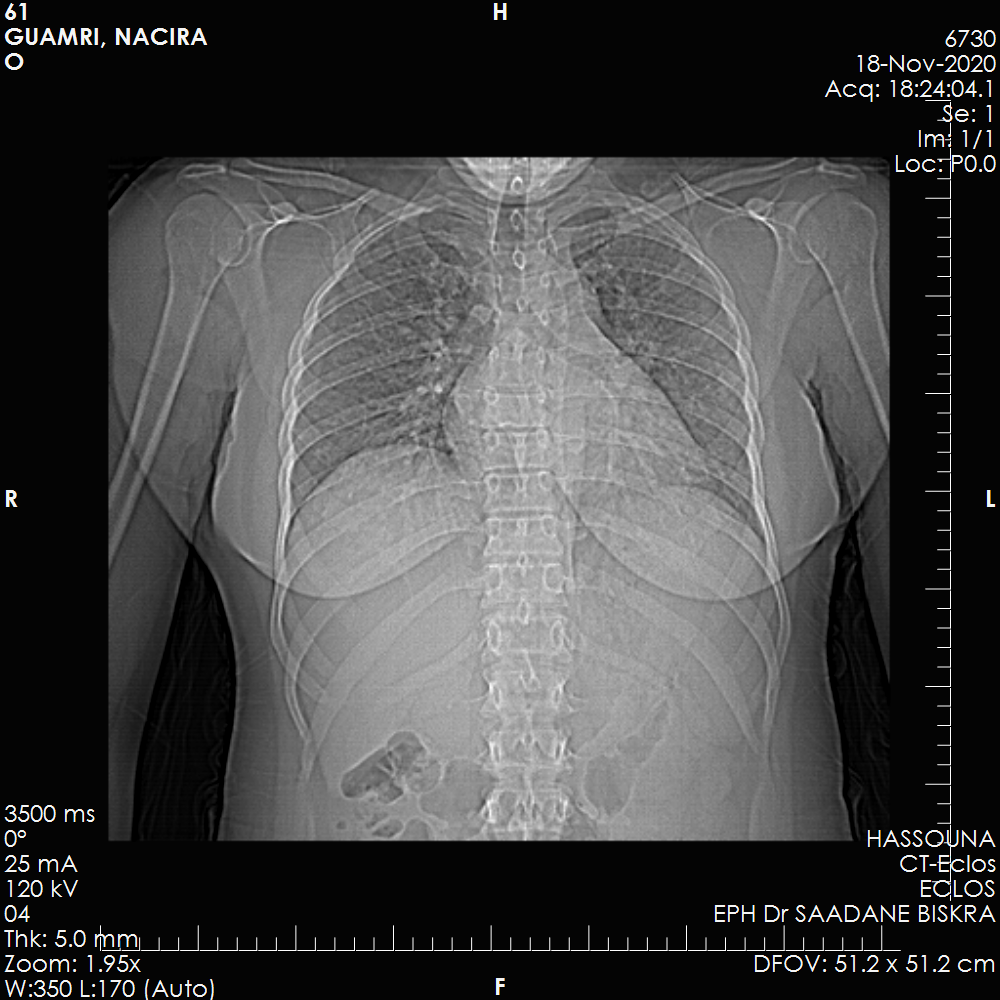 61
GUAMRI, NACIRA
O
H
6730
18-Nov-2020
Acq: 18:24:04.1
Se: 1
Im: 1/1
Loc: P0.0
R
L
3500 ms
0°
25 mA
120 kV
04
Thk: 5.0 mm
Zoom: 1.95x
W:350 L:170 (Auto)
F
HASSOUNA
CT-Eclos
ECLOS
EPH Dr SAADANE BISKRA
DFOV: 51.2 x 51.2 cm